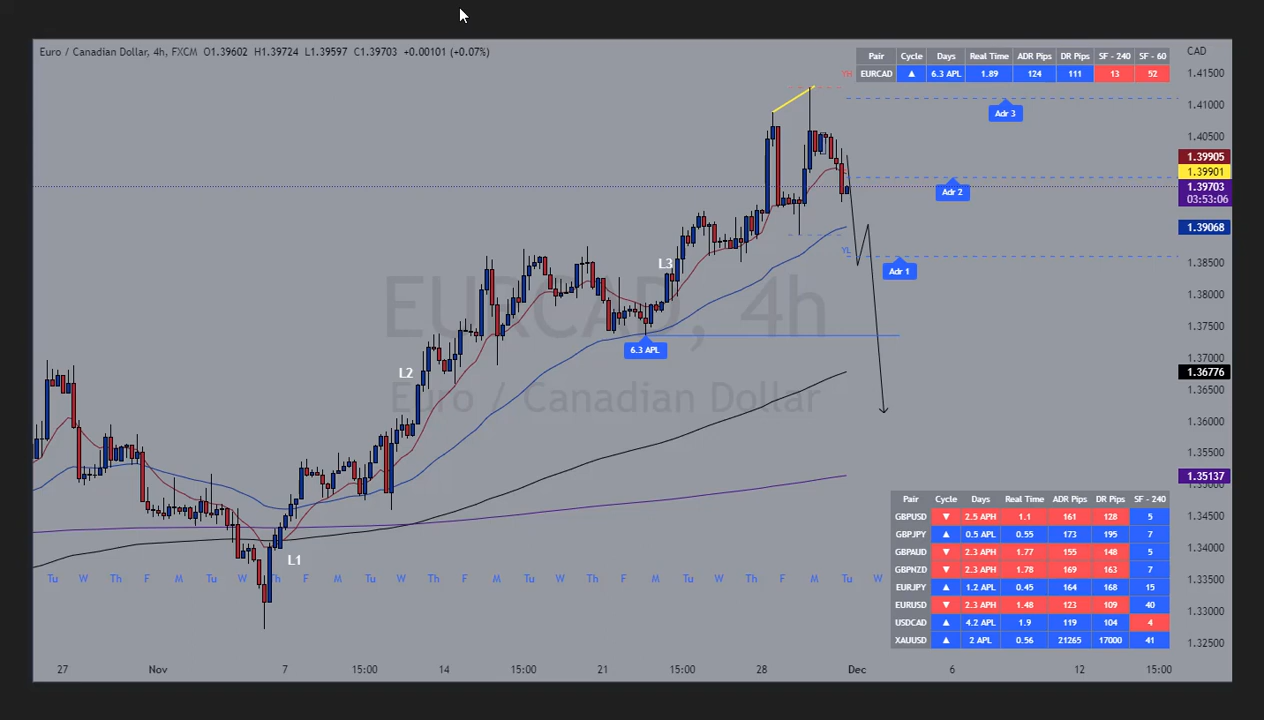 Euro / Canadian Dollar, 4h, FXCM O1.39602 H1.39724 L1.39597 C1.39703 +0.00101 (+0.07%)
CAD
Pair Cycle Days Real Time ADR Pips DR Pips SF - 240 SF - 60
EURCAD ▲ 6.3 APL 1.89 124 111 13 52
YH
1.41500
1.41000
Adr 3
1.40500
1.39905
1.39901
1.39703
03:53:06
Adr 2
1.39068
YL
1.38500
Adr 1
L3
EURCAD, 4h
1.38000
1.37500
6.3 APL
1.37000
L2
1.36776
1.36500
Euro / Canadian Dollar
1.36000
1.35500
1.35137
1.35000
1.34500
1.34000
1.33500
1.33000
1.32500
L1
Tu W Th F M Tu W Th F M Tu W Th F M Tu W Th F M Tu W Th F M Tu W
Pair Cycle Days Real Time ADR Pips DR Pips SF - 240
GBPUSD ▼ 2.5 APH 1.1 161 128 5
GBPJPY ▲ 0.5 APL 0.55 173 195 7
GBPAUD ▼ 2.3 APH 1.77 155 148 5
GBPNZD ▼ 2.3 APH 1.78 169 163 7
EURJPY ▲ 1.2 APL 0.45 164 168 15
EURUSD ▼ 2.3 APH 1.48 123 109 40
USDCAD ▲ 4.2 APL 1.9 119 104 4
XAUUSD ▲ 2 APL 0.56 21265 17000 41
27 Nov 7 15:00 14 15:00 21 15:00 28 Dec 6 12 15:00